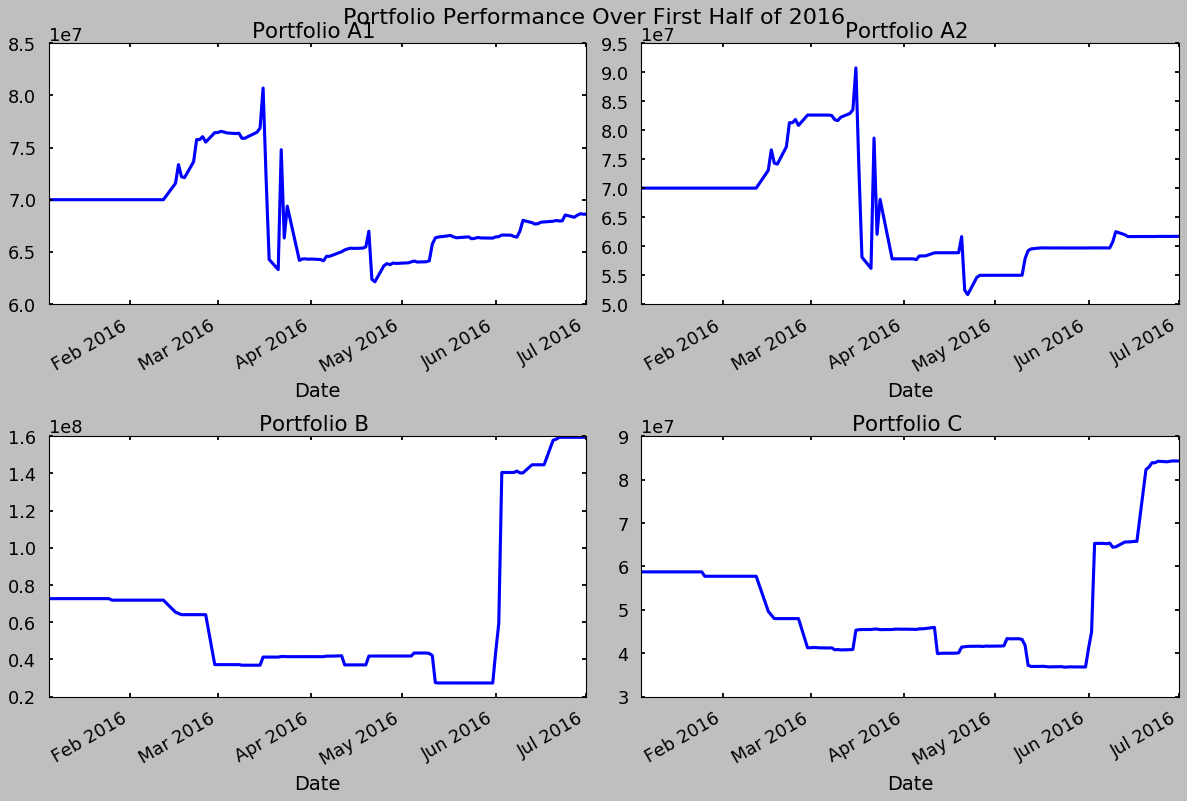 Portfolio Performance Over First Half of 2016
Portfolio A1
1e7
8.5
8.0
7.5
7.0
6.5
6.0
Feb 2016
Mar 2016
Apr 2016
May 2016
Jun 2016
Jul 2016
Date
Portfolio A2
1e7
9.5
9.0
8.5
8.0
7.5
7.0
6.5
6.0
5.5
5.0
Feb 2016
Mar 2016
Apr 2016
May 2016
Jun 2016
Jul 2016
Date
Portfolio B
1e8
1.6
1.4
1.2
1.0
0.8
0.6
0.4
0.2
Feb 2016
Mar 2016
Apr 2016
May 2016
Jun 2016
Jul 2016
Date
Portfolio C
1e7
9
8
7
6
5
4
3
Feb 2016
Mar 2016
Apr 2016
May 2016
Jun 2016
Jul 2016
Date